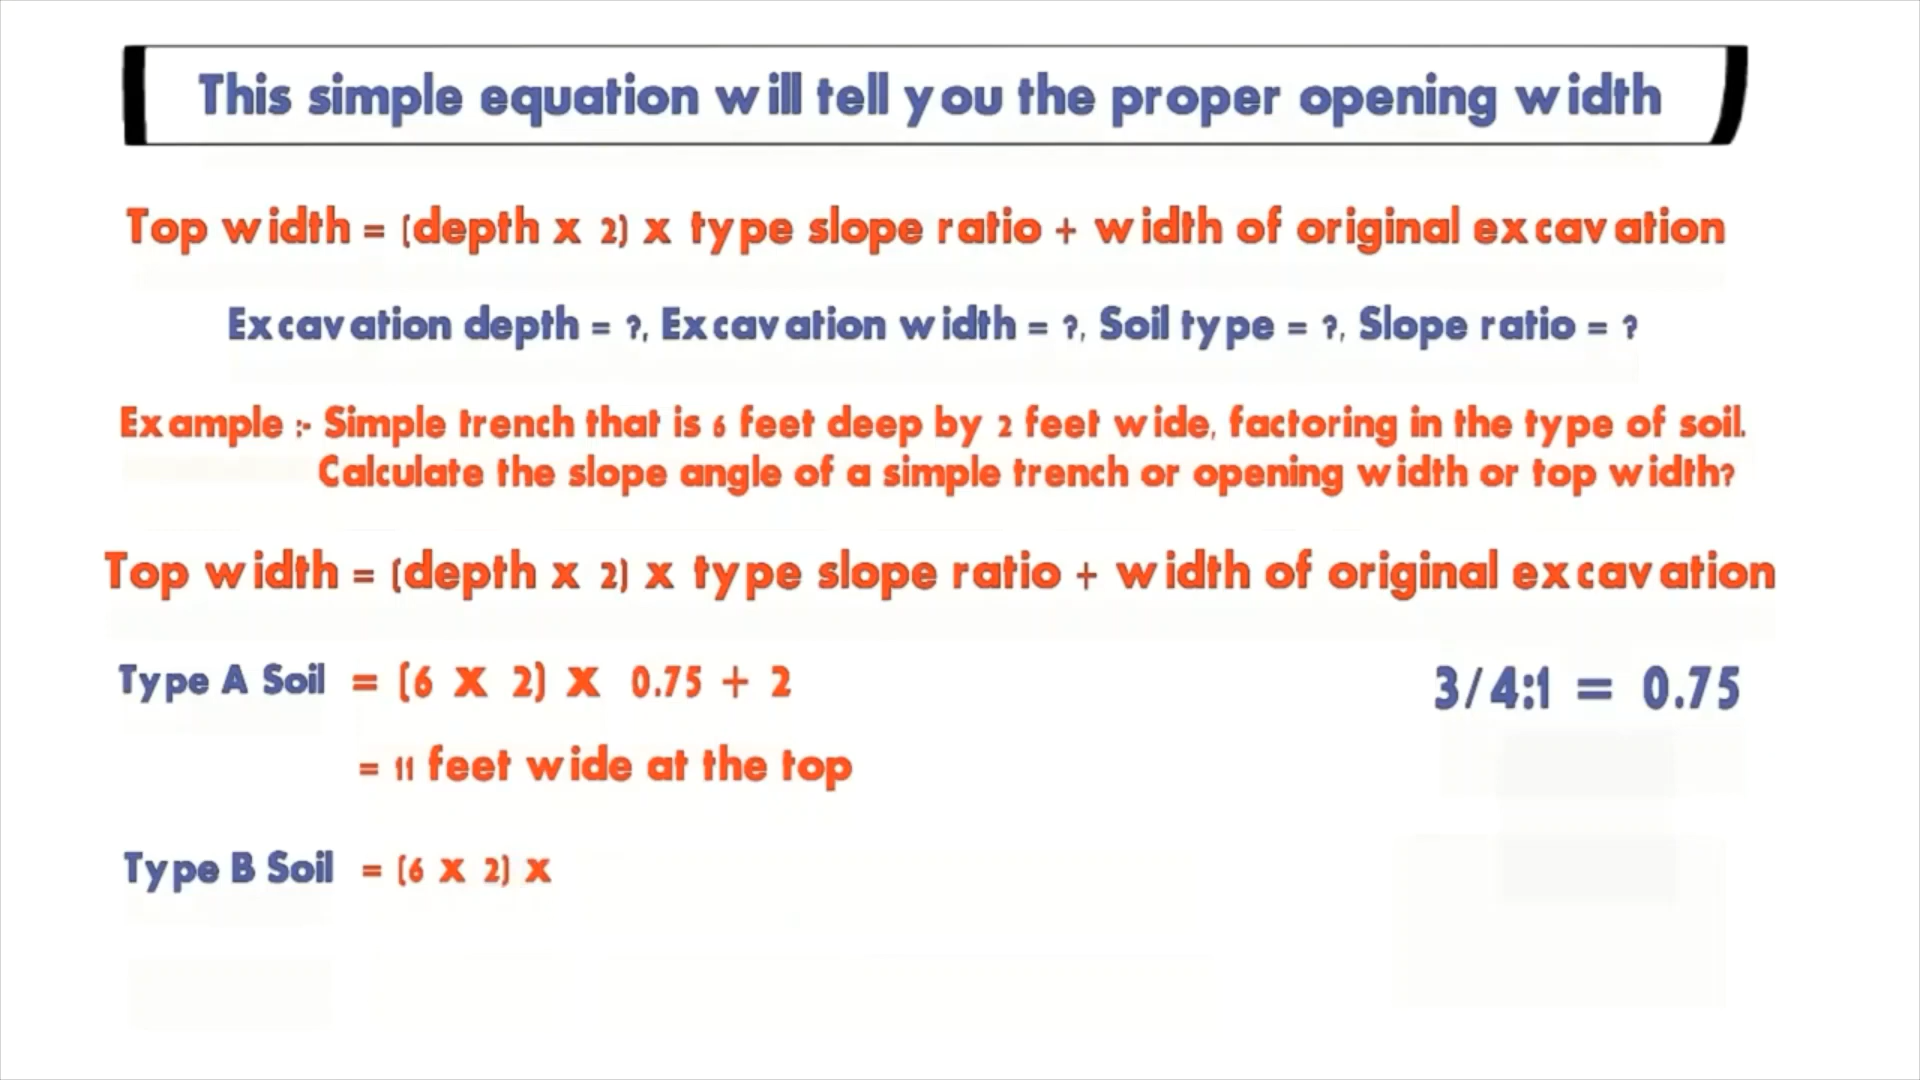 This simple equation will tell you the proper opening width
Top width = (depth x 2) x type slope ratio + width of original excavation
Excavation depth = ?, Excavation width = ?, Soil type = ?, Slope ratio = ?
Example :- Simple trench that is 6 feet deep by 2 feet wide, factoring in the type of soil.
Calculate the slope angle of a simple trench or opening width or top width?
Top width = (depth x 2) x type slope ratio + width of original excavation
Type A Soil = (6 x 2) x 0.75 + 2
3/4:1 = 0.75
= 11 feet wide at the top
Type B Soil = (6 x 2) x